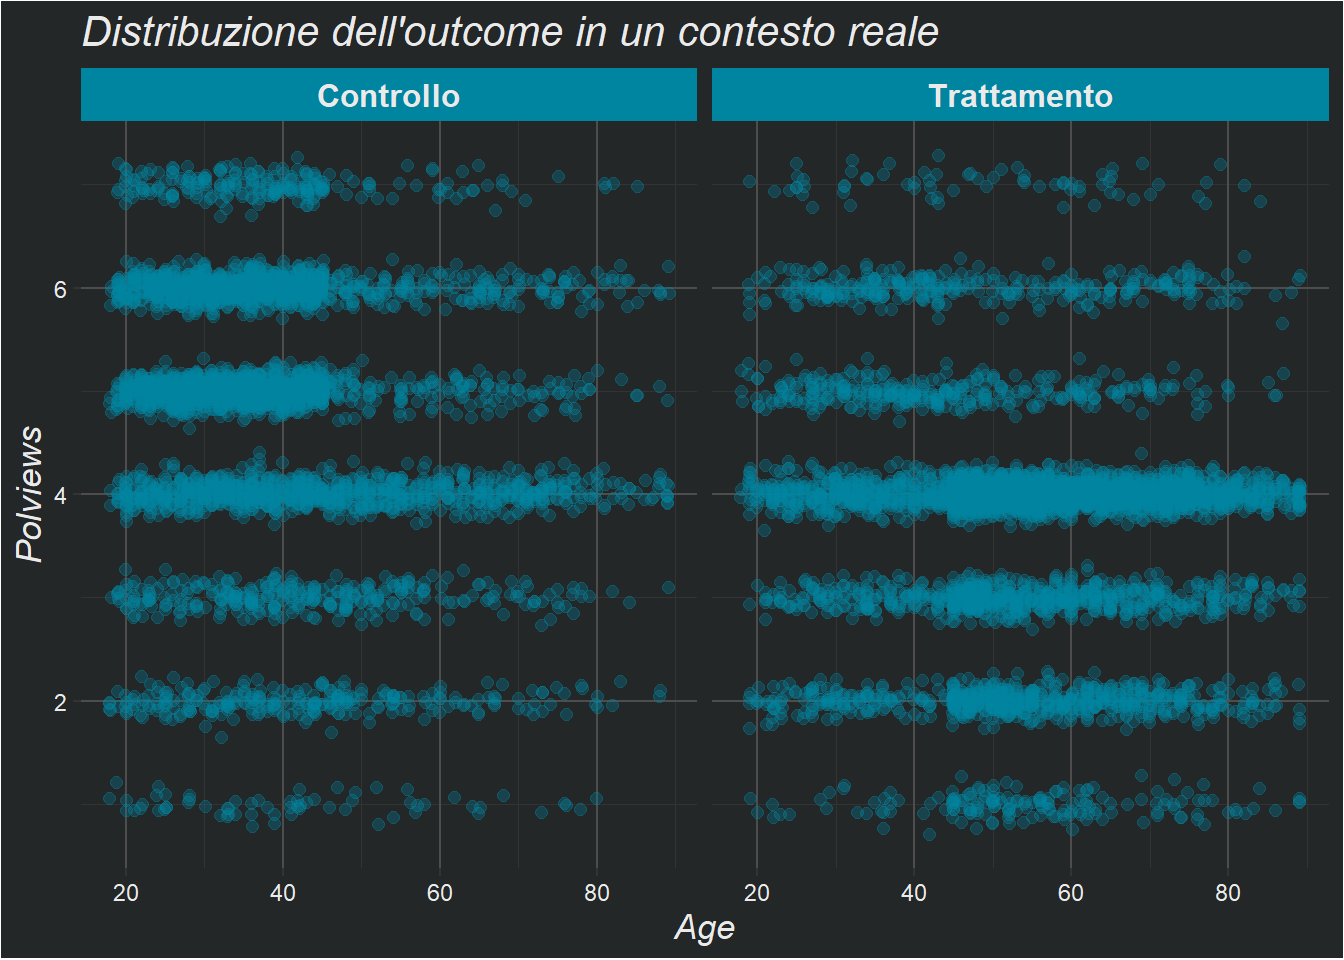 Distribuzione dell'outcome in un contesto reale
Controllo
Trattamento
Polviews
6
4
2
20 40 60 80
20 40 60 80
Age